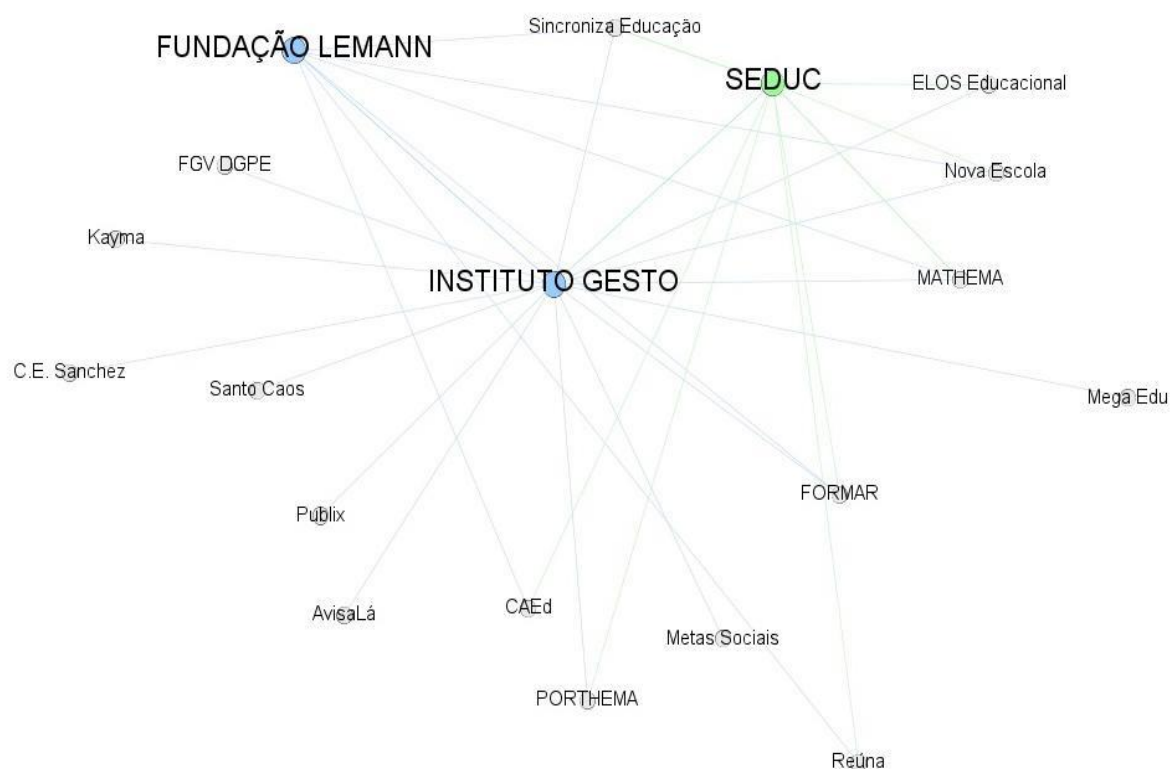 Sincroniza Educação
FUNDAÇÃO LEMANN
SEDUC
ELOS Educacional
FGV DGPE
Nova Escola
Kayma
INSTITUTO GESTO
MATHEMA
C.E. Sanchez
Santo Caos
Mega Edu
FORMAR
Publix
AvisaLá
CAEd
Metas Sociais
PORTHEMA
Reúna